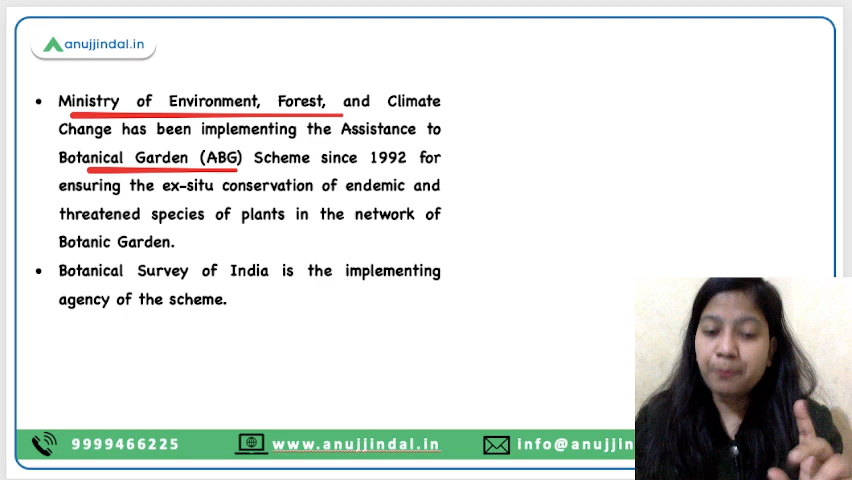 anujjindal.in
• Ministry of Environment, Forest, and Climate
Change has been implementing the Assistance to
Botanical Garden (ABG) Scheme since 1992 for
ensuring the ex-situ conservation of endemic and
threatened species of plants in the network of
Botanic Garden.
• Botanical Survey of India is the implementing
agency of the scheme.
9999466225 www.anujjindal.in info@anujjin